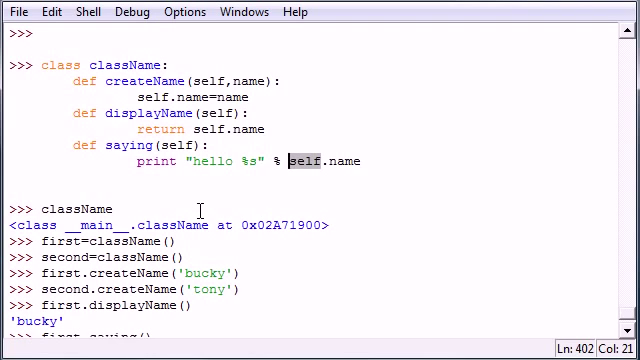 File Edit Shell Debug Options Windows Help
>>>
>>> class className:
def createName(self,name):
self.name=name
def displayName(self):
return self.name
def saying(self):
print "hello %s" % self.name
>>> className
<class __main__.className at 0x02A71900>
>>> first=className()
>>> second=className()
>>> first.createName('bucky')
>>> second.createName('tony')
>>> first.displayName()
'bucky'
>>> first.saying()
Ln: 402 Col: 21